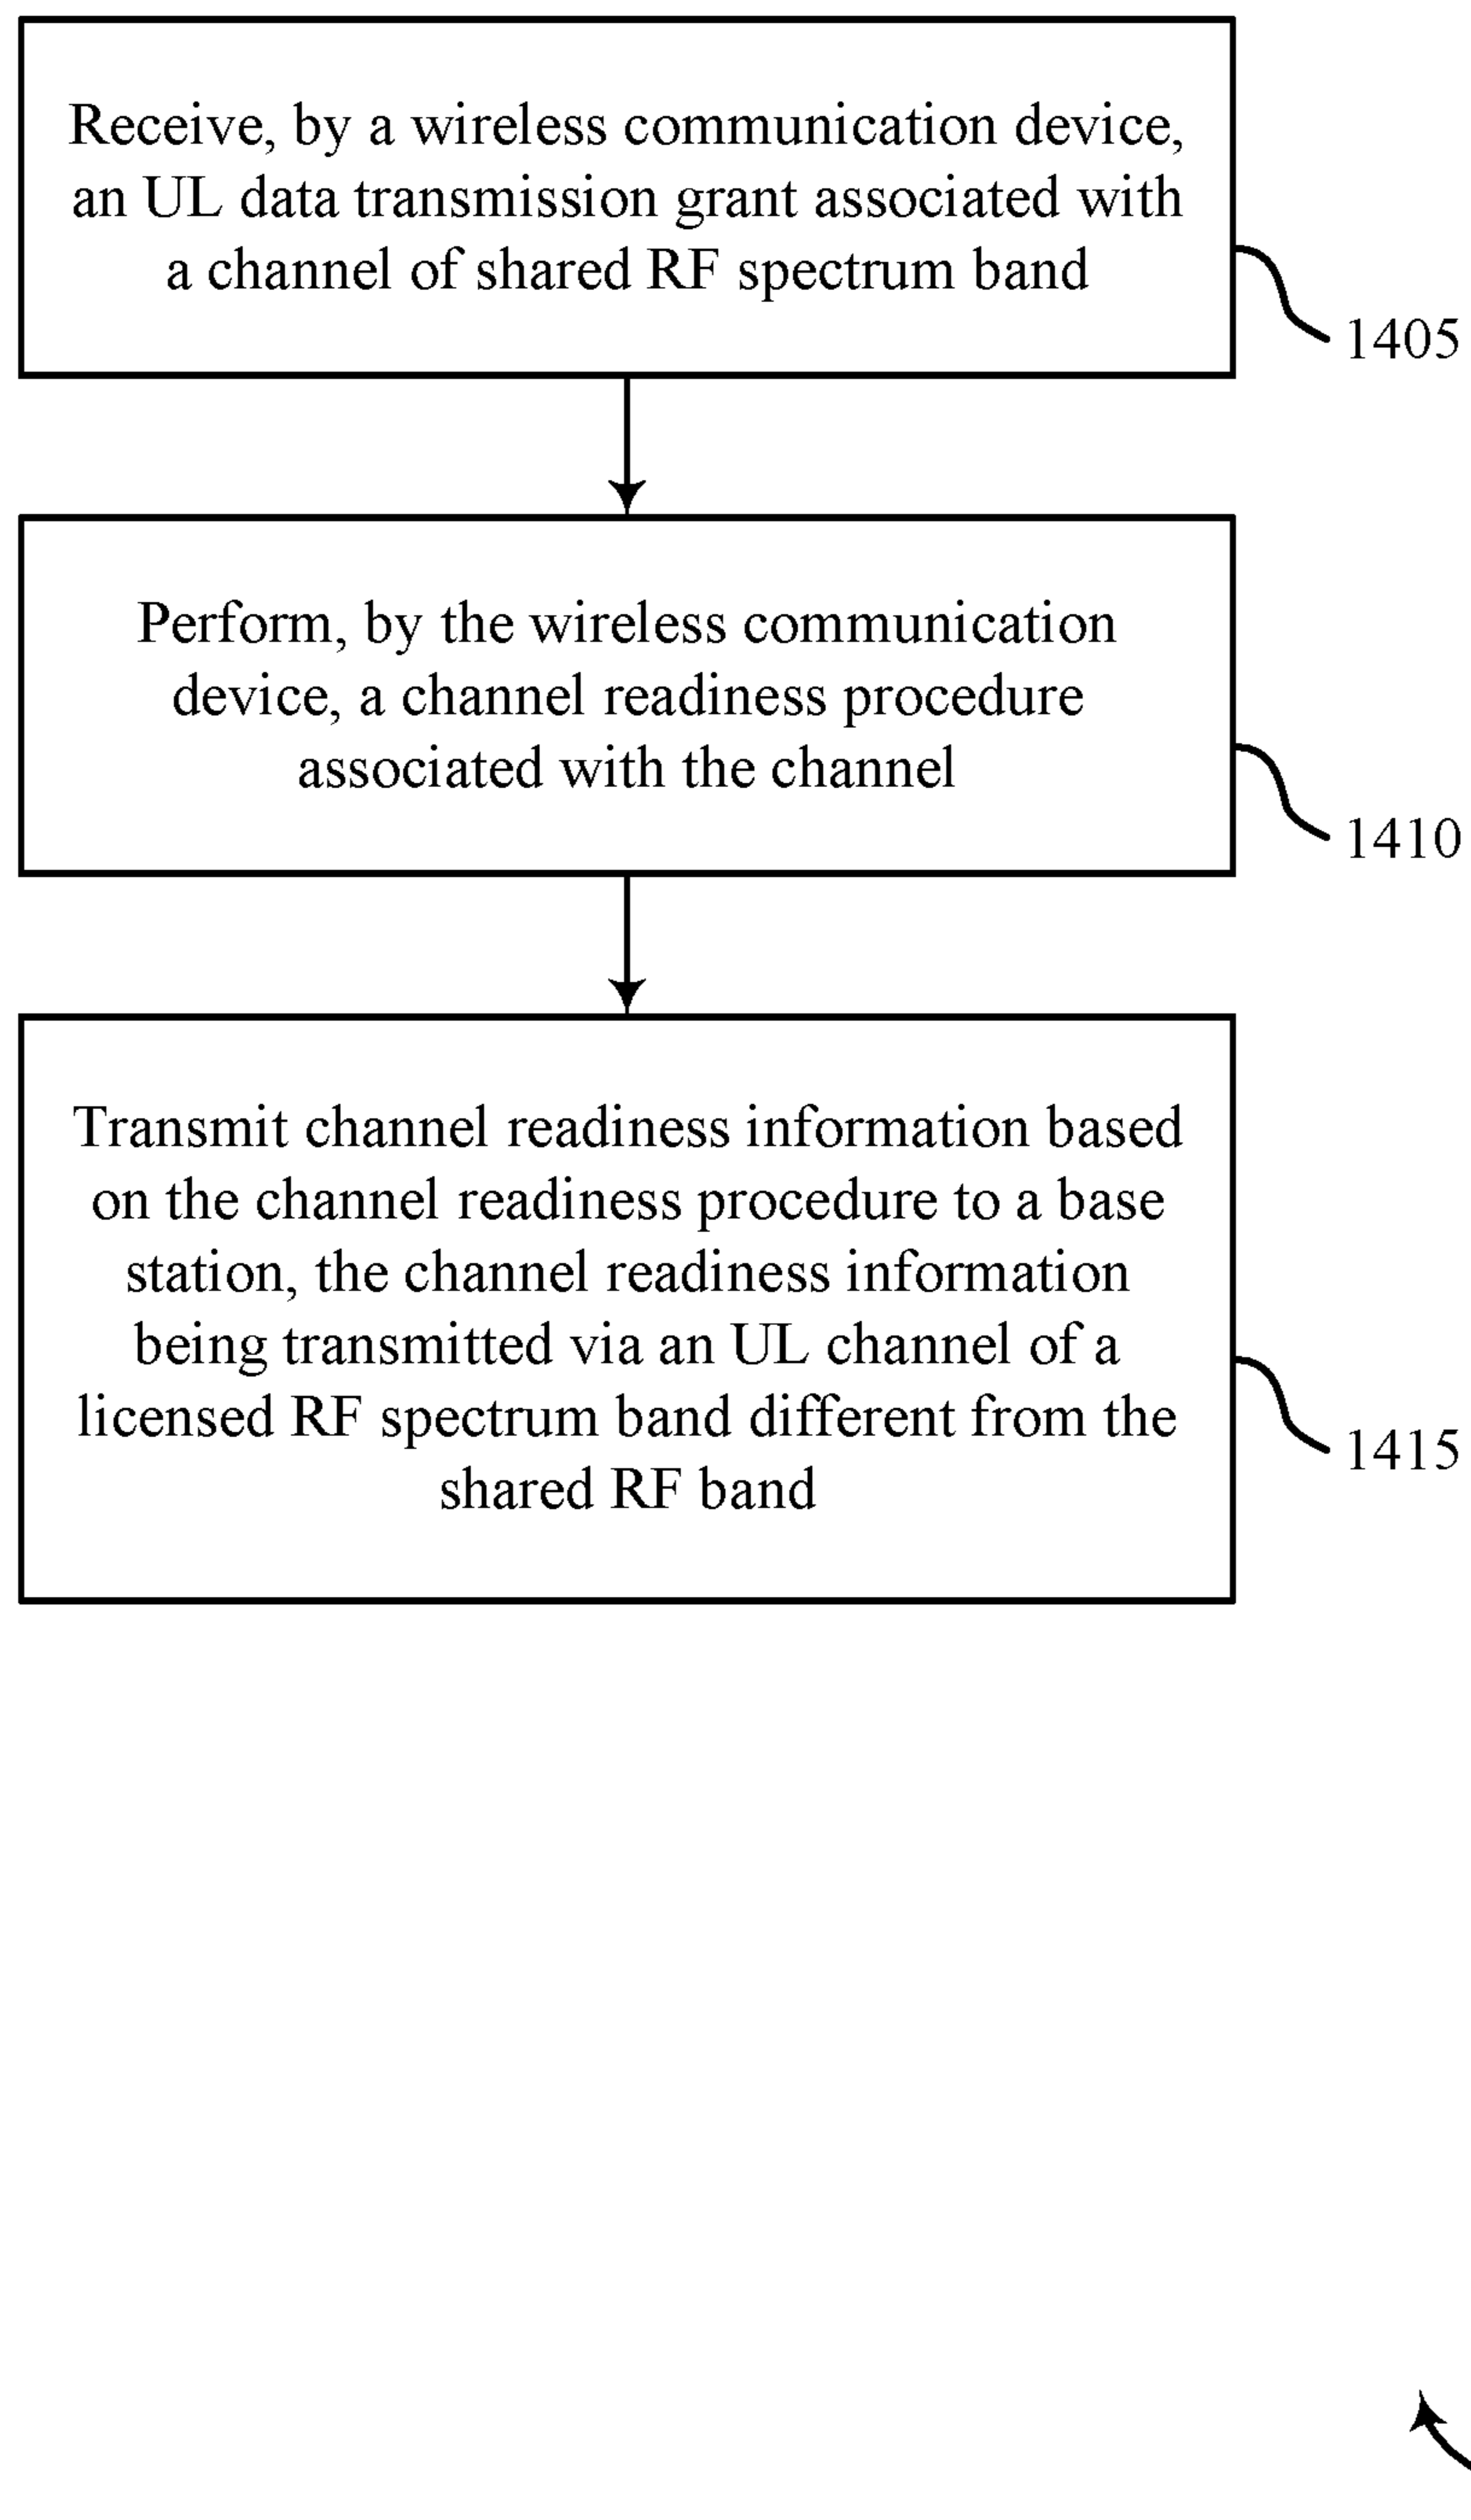 Receive, by a wireless communication device,
an UL data transmission grant associated with
a channel of shared RF spectrum band
1405
Perform, by the wireless communication
device, a channel readiness procedure
associated with the channel
1410
Transmit channel readiness information based
on the channel readiness procedure to a base
station, the channel readiness information
being transmitted via an UL channel of a
licensed RF spectrum band different from the
shared RF band
1415